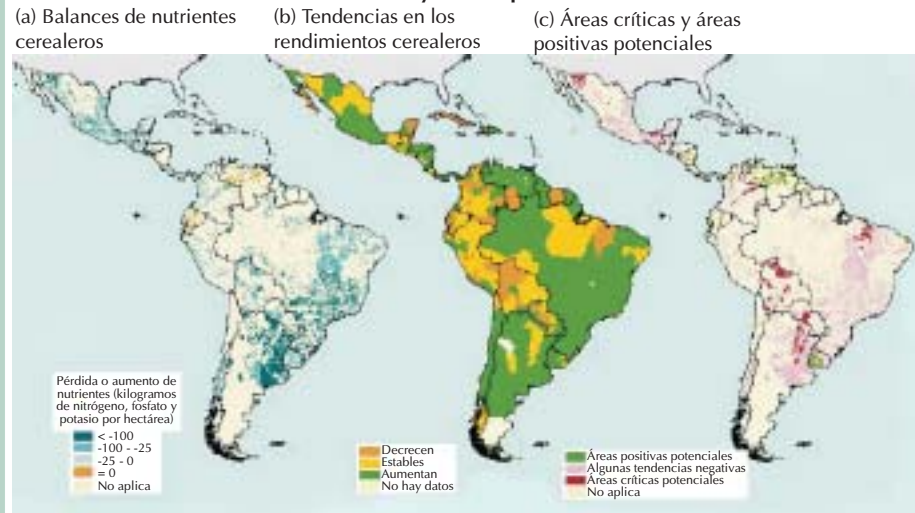 (a) Balances de nutrientes
cerealeros
(b) Tendencias en los
rendimientos cerealeros
(c) Áreas críticas y áreas
positivas potenciales
Pérdida o aumento de
nutrientes (kilogramos
de nitrógeno, fosfato y
potasio por hectárea)
< -100
-100 - -25
-25 - 0
= 0
No aplica
Decrecen
Estables
Aumentan
No hay datos
Áreas positivas potenciales
Algunas tendencias negativas
Áreas críticas potenciales
No aplica